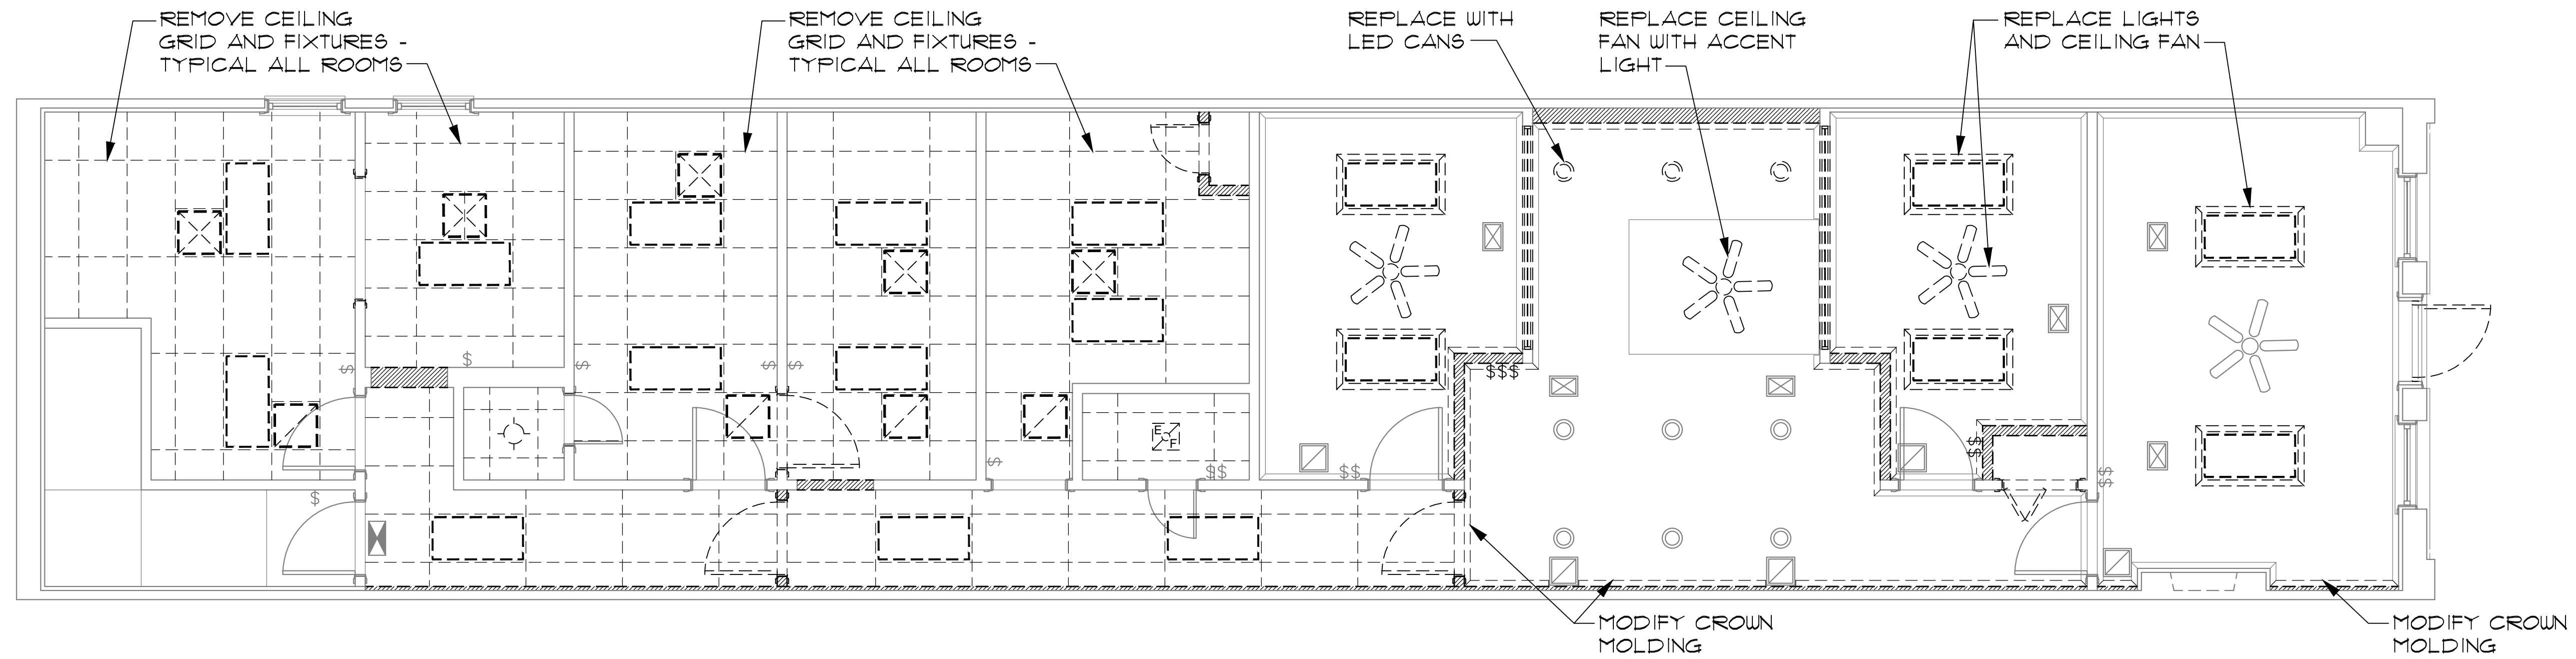 REMOVE CEILING
GRID AND FIXTURES -
TYPICAL ALL ROOMS
REMOVE CEILING
GRID AND FIXTURES -
TYPICAL ALL ROOMS
REPLACE WITH
LED CANS
REPLACE CEILING
FAN WITH ACCENT
LIGHT
REPLACE LIGHTS
AND CEILING FAN
$
$
$
$
$
$$$
E
F
$
$$
$$
$$
$$
$
MODIFY CROWN
MOLDING
MODIFY CROWN
MOLDING